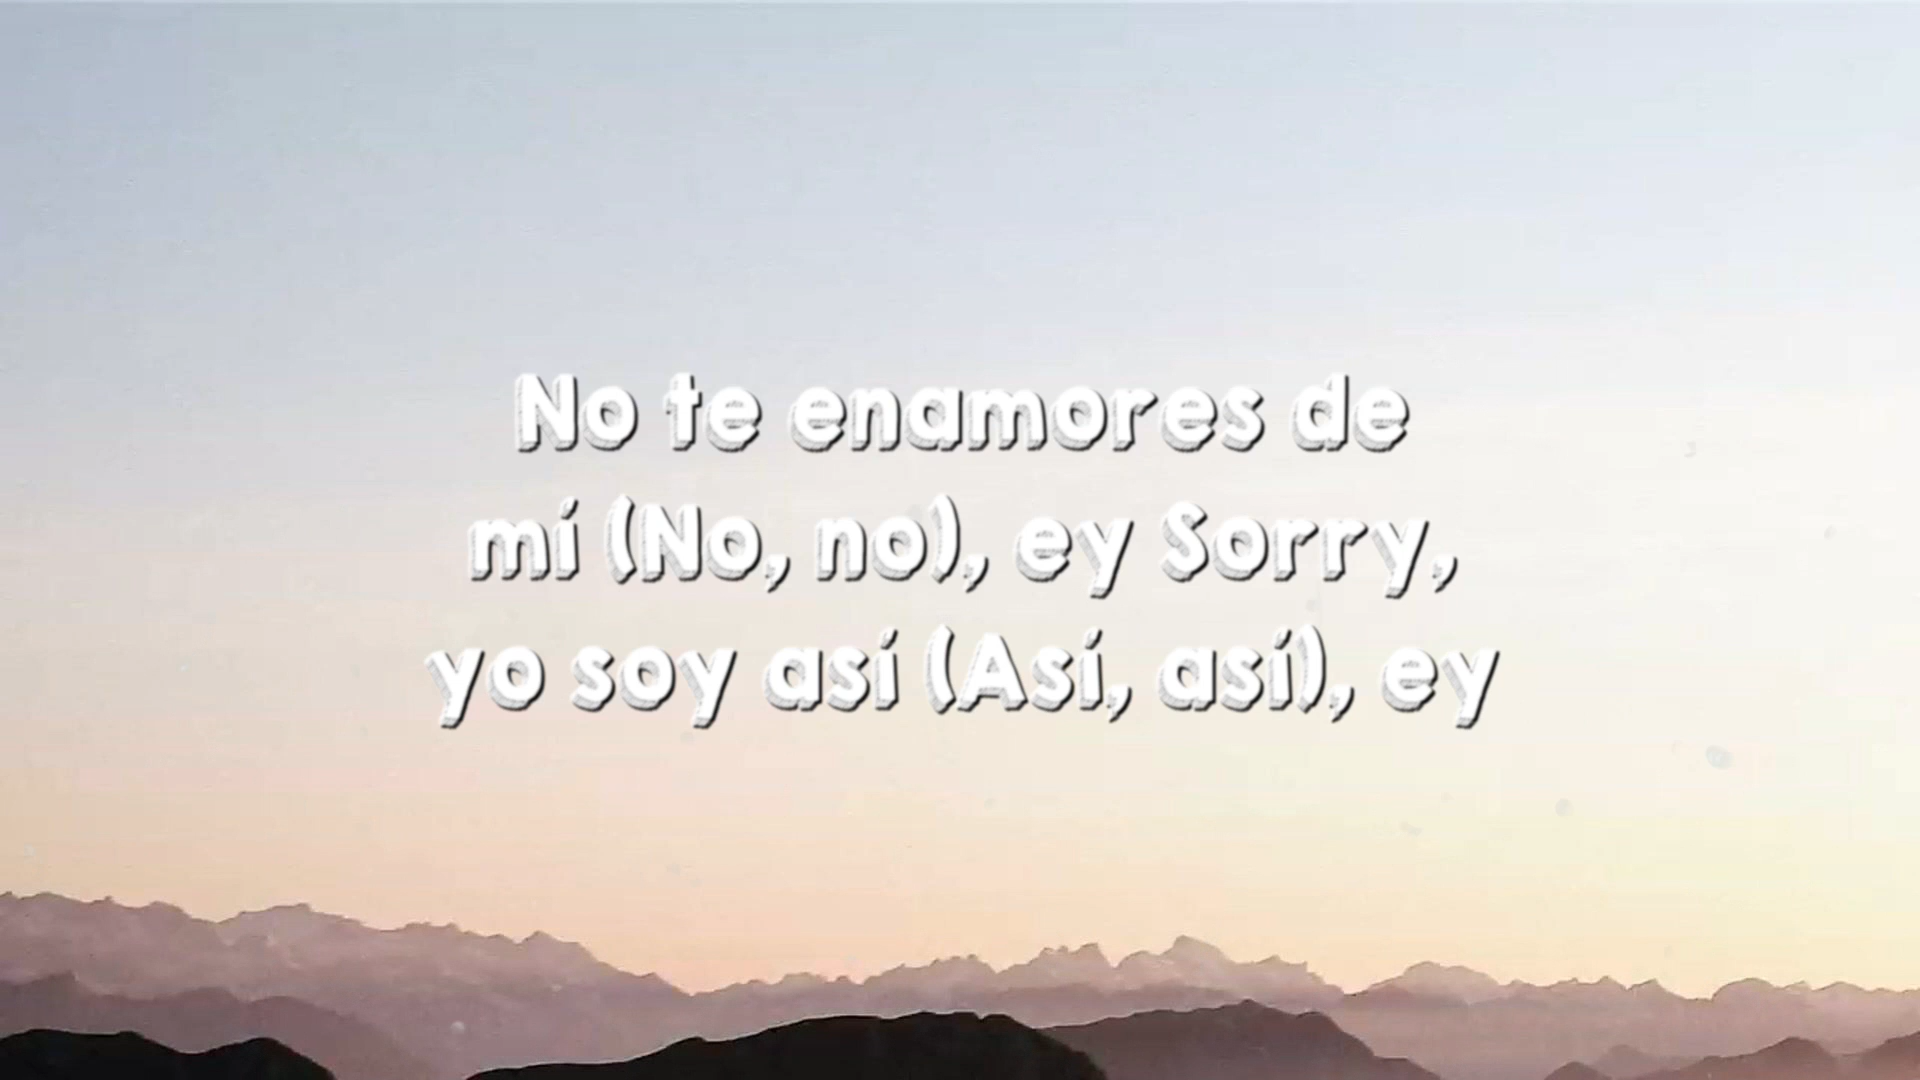 No te enamores de
mí (No, no), ey Sorry,
yo soy así (Así, así), ey